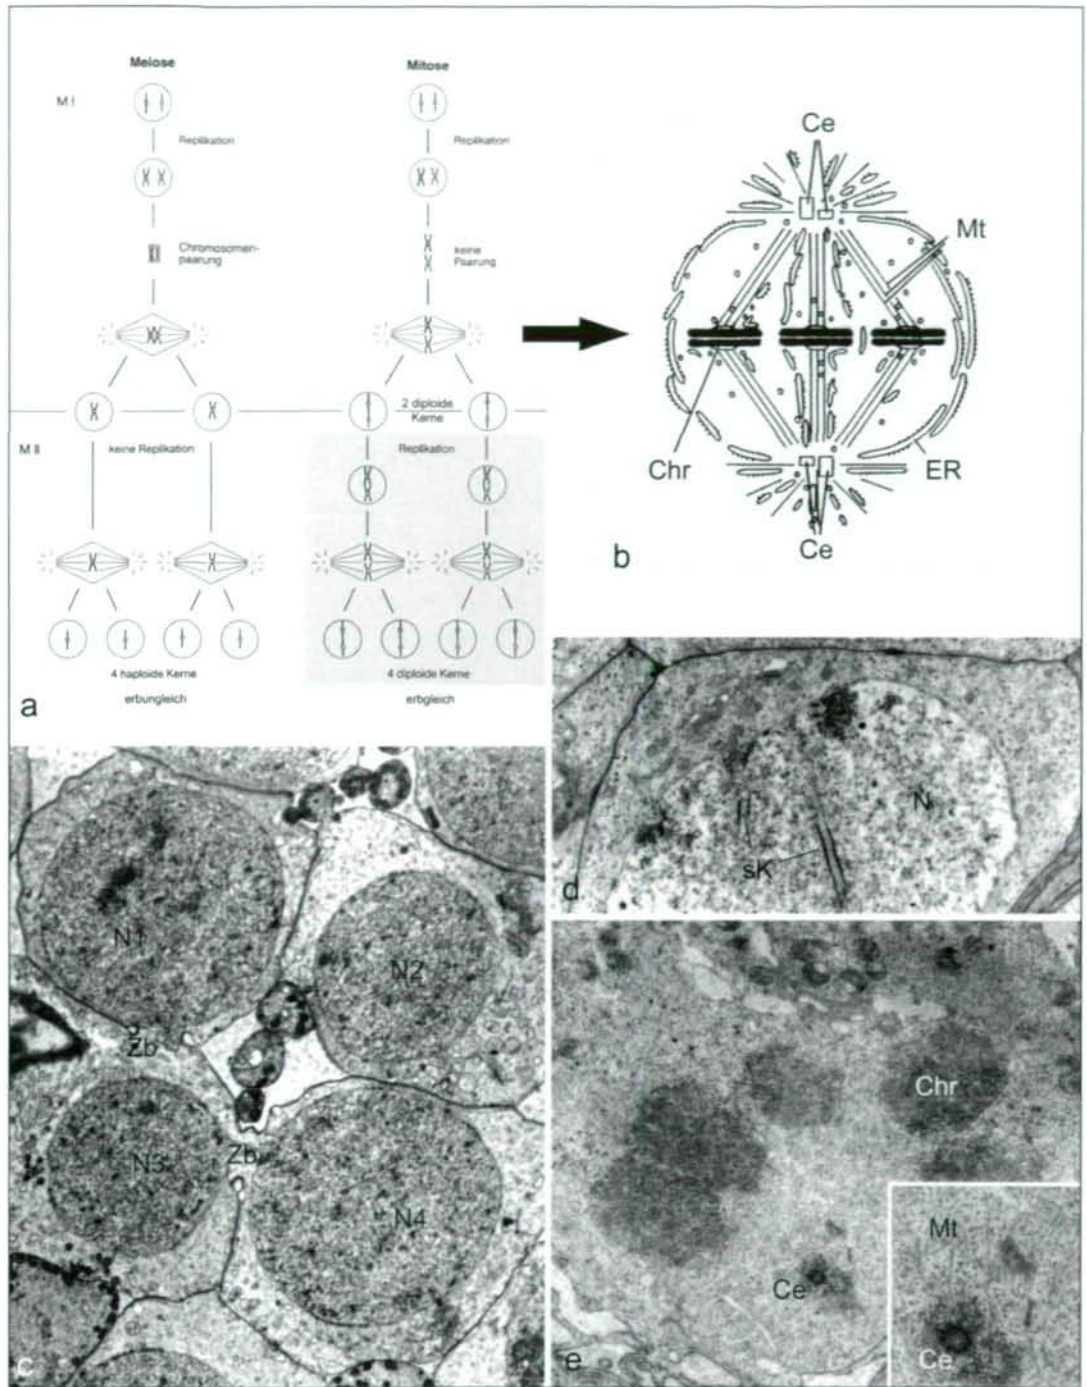 Meiose
Mitose
M I
Replikation
Replikation
Chromosomen-
paarung
keine
Paarung
2 diploide
Kerne
M II
keine Replikation
Replikation
4 haploide Kerne
erbungleich
4 diploide Kerne
erbgleich
a
Ce
Mt
Chr
ER
Ce
b
N1
N2
Zb
N3
Zb
N4
c
N
sK
d
Chr
Ce
e
Mt
Ce